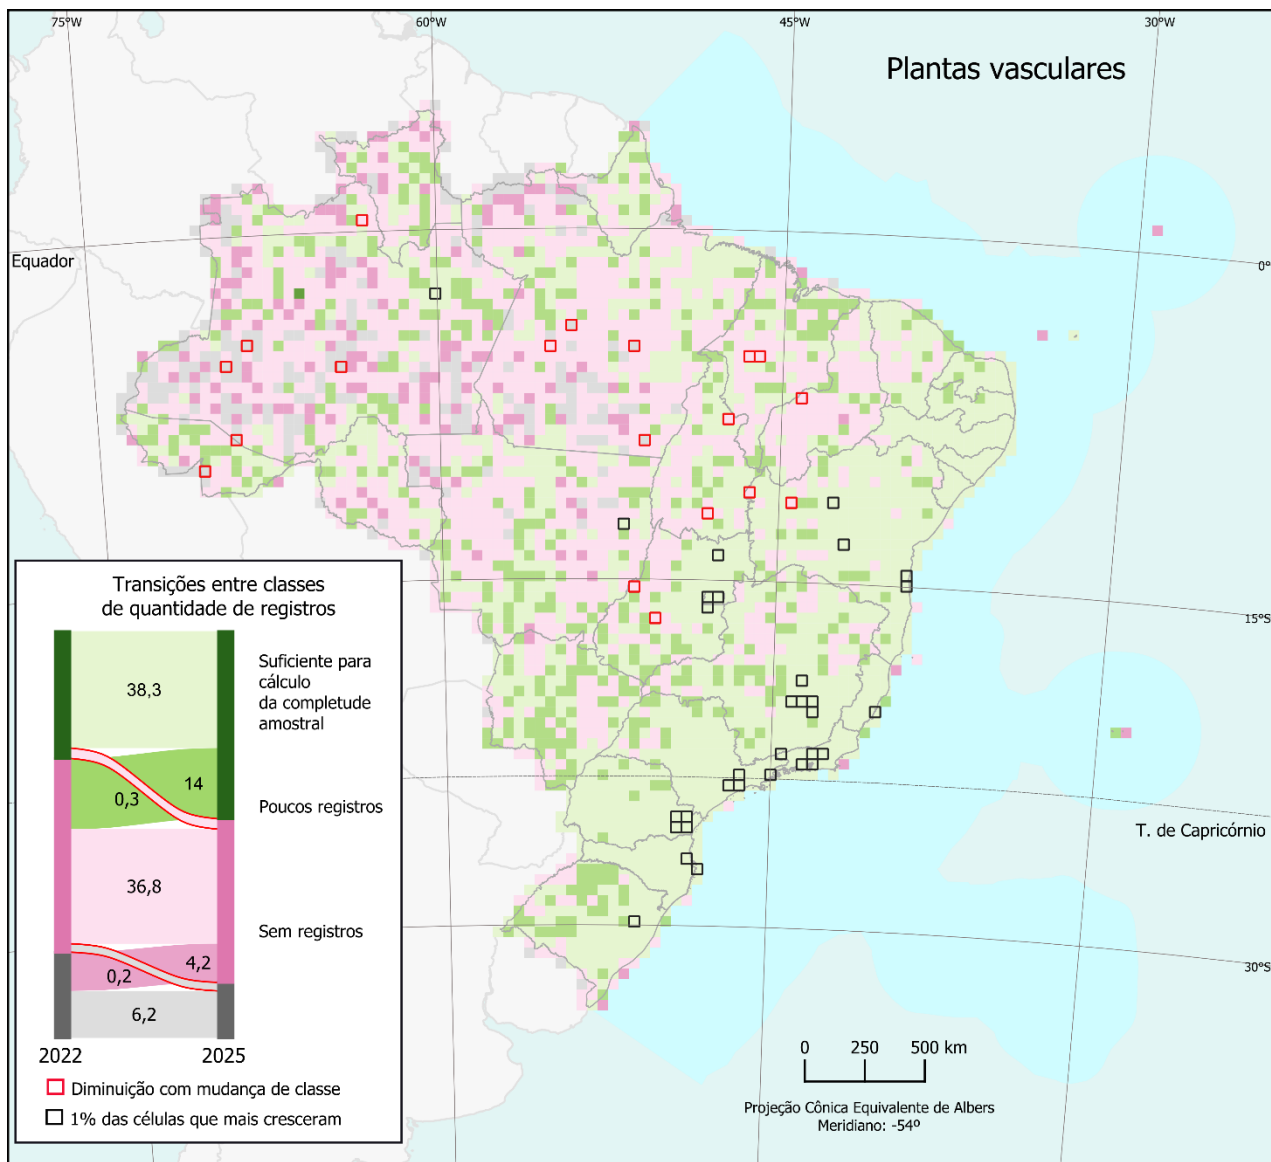 75°W
60°W
45°W
30°W
Plantas vasculares
Equador
0°
15°S
T. de Capricórnio
30°S
Transições entre classes
de quantidade de registros
38,3
14
0,3
36,8
4,2
0,2
6,2
2022
2025
Suficiente para
cálculo
da completude
amostral
Poucos registros
Sem registros
Diminuição com mudança de classe
1% das células que mais cresceram
0
250
500 km
Projeção Cônica Equivalente de Albers
Meridiano: -54º